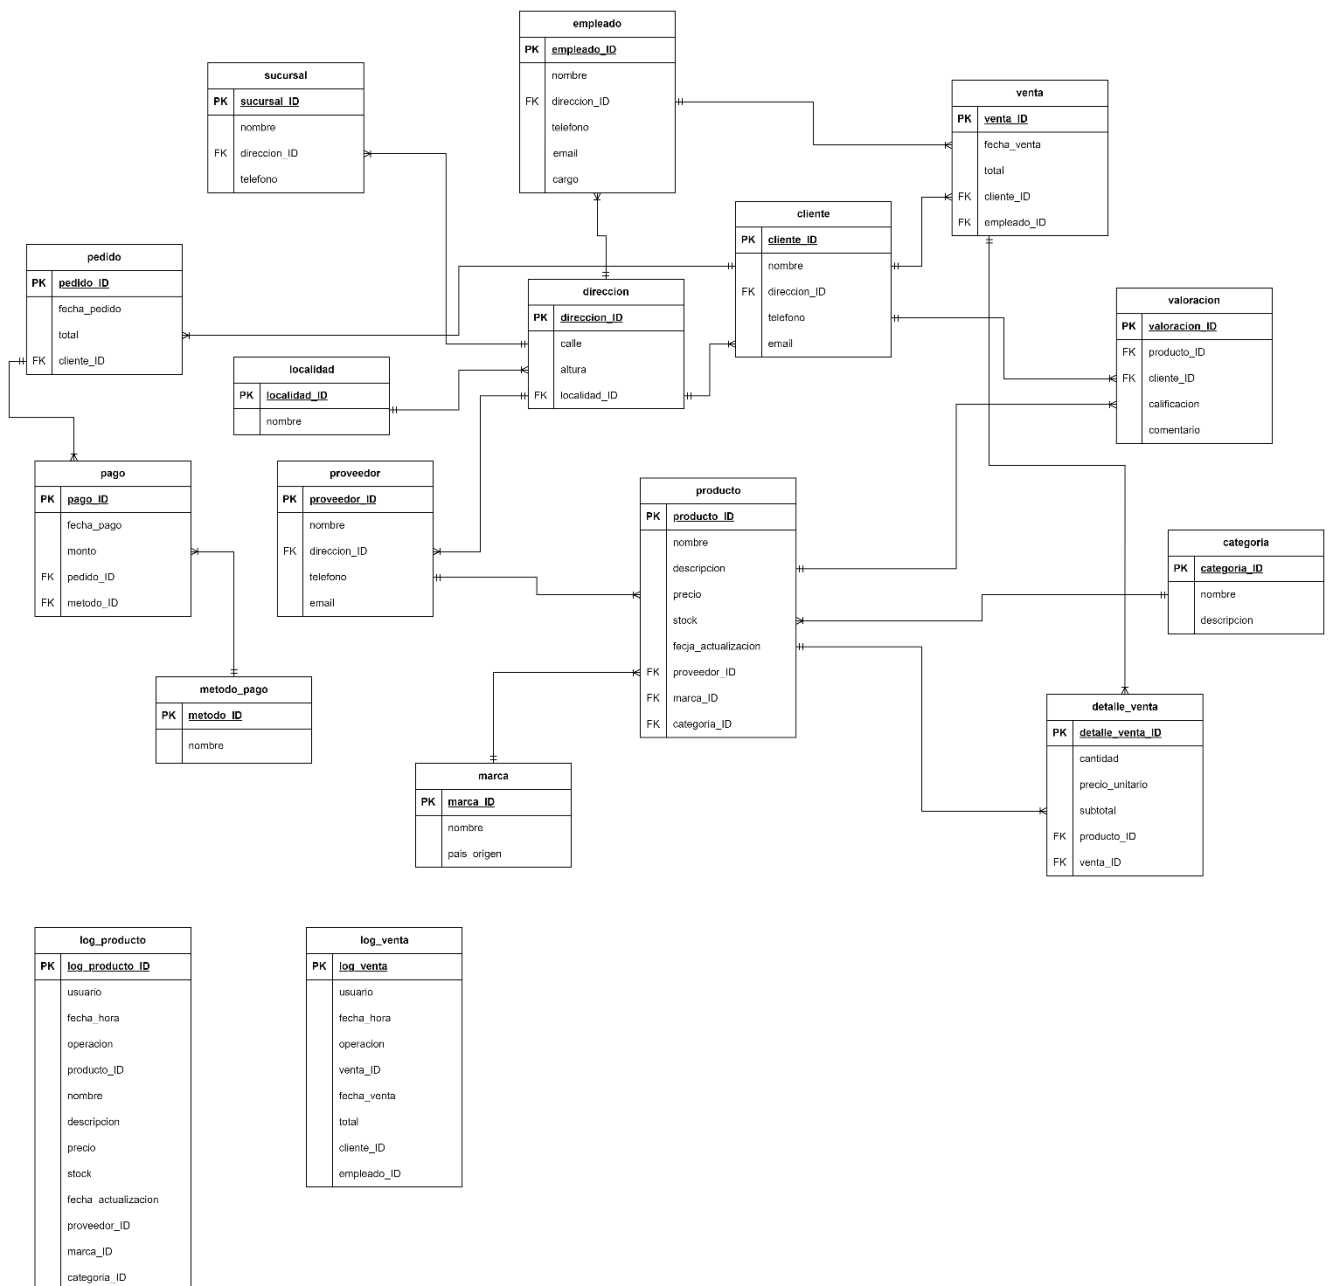 empleado
PK empleado_ID
nombre
FK direccion_ID
telefono
email
cargo
sucursal
PK sucursal_ID
nombre
FK direccion_ID
telefono
venta
PK venta_ID
fecha_venta
total
FK cliente_ID
FK empleado_ID
cliente
PK cliente_ID
nombre
FK direccion_ID
telefono
email
pedido
PK pedido_ID
fecha_pedido
total
FK cliente_ID
direccion
PK direccion_ID
calle
altura
FK localidad_ID
valoracion
PK valoracion_ID
FK producto_ID
FK cliente_ID
calificacion
comentario
localidad
PK localidad_ID
nombre
pago
PK pago_ID
fecha_pago
monto
FK pedido_ID
FK metodo_ID
proveedor
PK proveedor_ID
nombre
FK direccion_ID
telefono
email
producto
PK producto_ID
nombre
descripcion
precio
stock
fecja_actualizacion
FK proveedor_ID
FK marca_ID
FK categoria_ID
categoria
PK categoria_ID
nombre
descripcion
metodo_pago
PK metodo_ID
nombre
detalle_venta
PK detalle_venta_ID
cantidad
precio_unitario
subtotal
FK producto_ID
FK venta_ID
marca
PK marca_ID
nombre
pais_origen
log_producto
PK log_producto_ID
usuario
fecha_hora
operacion
producto_ID
nombre
descripcion
precio
stock
fecha_actualizacion
proveedor_ID
marca_ID
categoria_ID
log_venta
PK log_venta
usuario
fecha_hora
operacion
venta_ID
fecha_venta
total
cliente_ID
empleado_ID